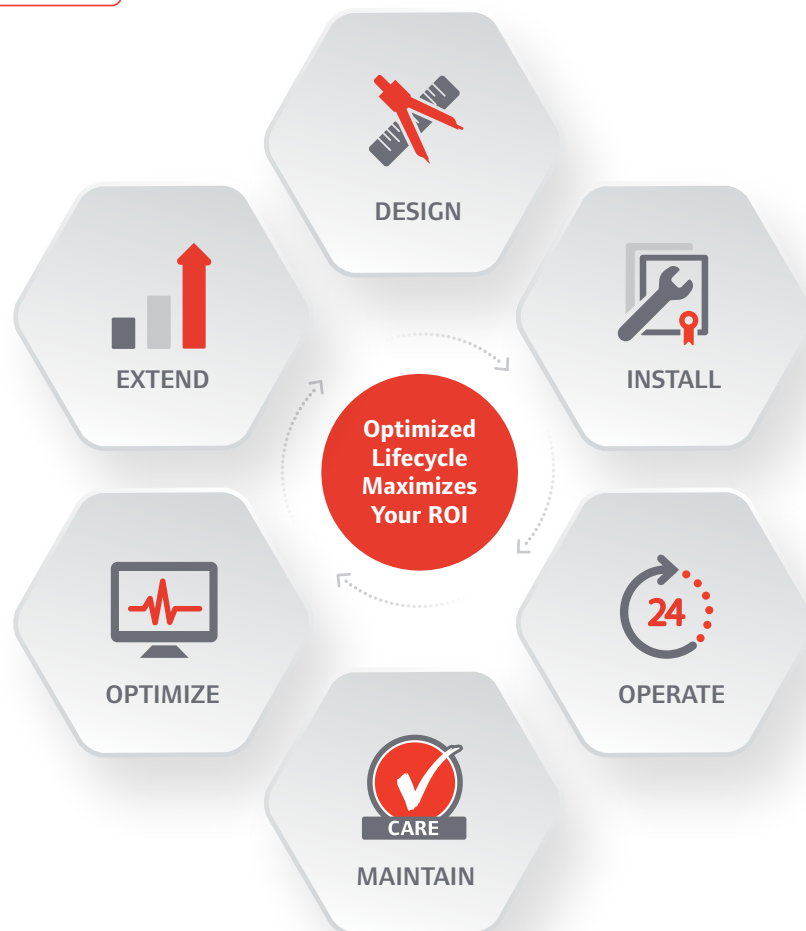 DESIGN
INSTALL
OPERATE
24
CARE
MAINTAIN
OPTIMIZE
EXTEND
Optimized
Lifecycle
Maximizes
Your ROI